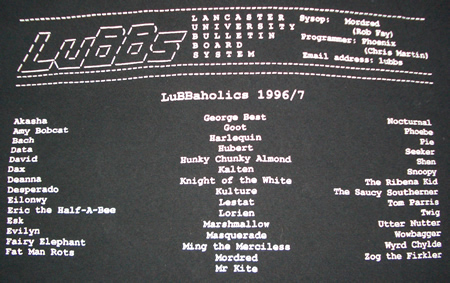 LuBBs
LANCASTER
UNIVERSITY
BULLETIN
BOARD
SYSTEM
Sysop: Mordred
(Rob Fay)
Programmer: Phoenix
(Chris Martin)
Email address: lubbs
LuBBaholics 1996/7
Akasha
Amy Bobcat
Bach
Data
David
Dax
Deanna
Desperado
Eilonwy
Eric the Half-A-Bee
Esk
Evilyn
Fairy Elephant
Fat Man Rots
George Best
Goot
Harlequin
Hubert
Hunky Chunky Almond
Kalten
Knight of the White
Kulture
Lestat
Lorien
Marshmallow
Masquerade
Ming the Merciless
Mordred
Mr Kite
Nocturnal
Phoebe
Pie
Seeker
Shen
Snoopy
The Ribena Kid
The Saucy Southerner
Tom Parris
Twig
Utter Nutter
Wowbagger
Wyrd Chylde
Zog the Firkler